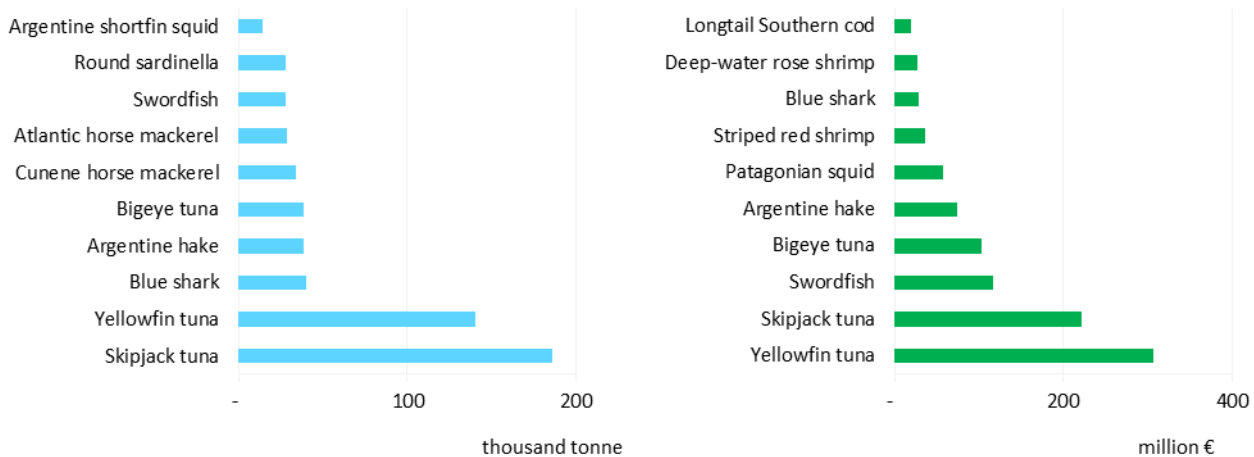 Argentine shortfin squid
Round sardinella
Swordfish
Atlantic horse mackerel
Cunene horse mackerel
Bigeye tuna
Argentine hake
Blue shark
Yellowfin tuna
Skipjack tuna
- 100 200
thousand tonne
Longtail Southern cod
Deep-water rose shrimp
Blue shark
Striped red shrimp
Patagonian squid
Argentine hake
Bigeye tuna
Swordfish
Skipjack tuna
Yellowfin tuna
- 200 400
million €